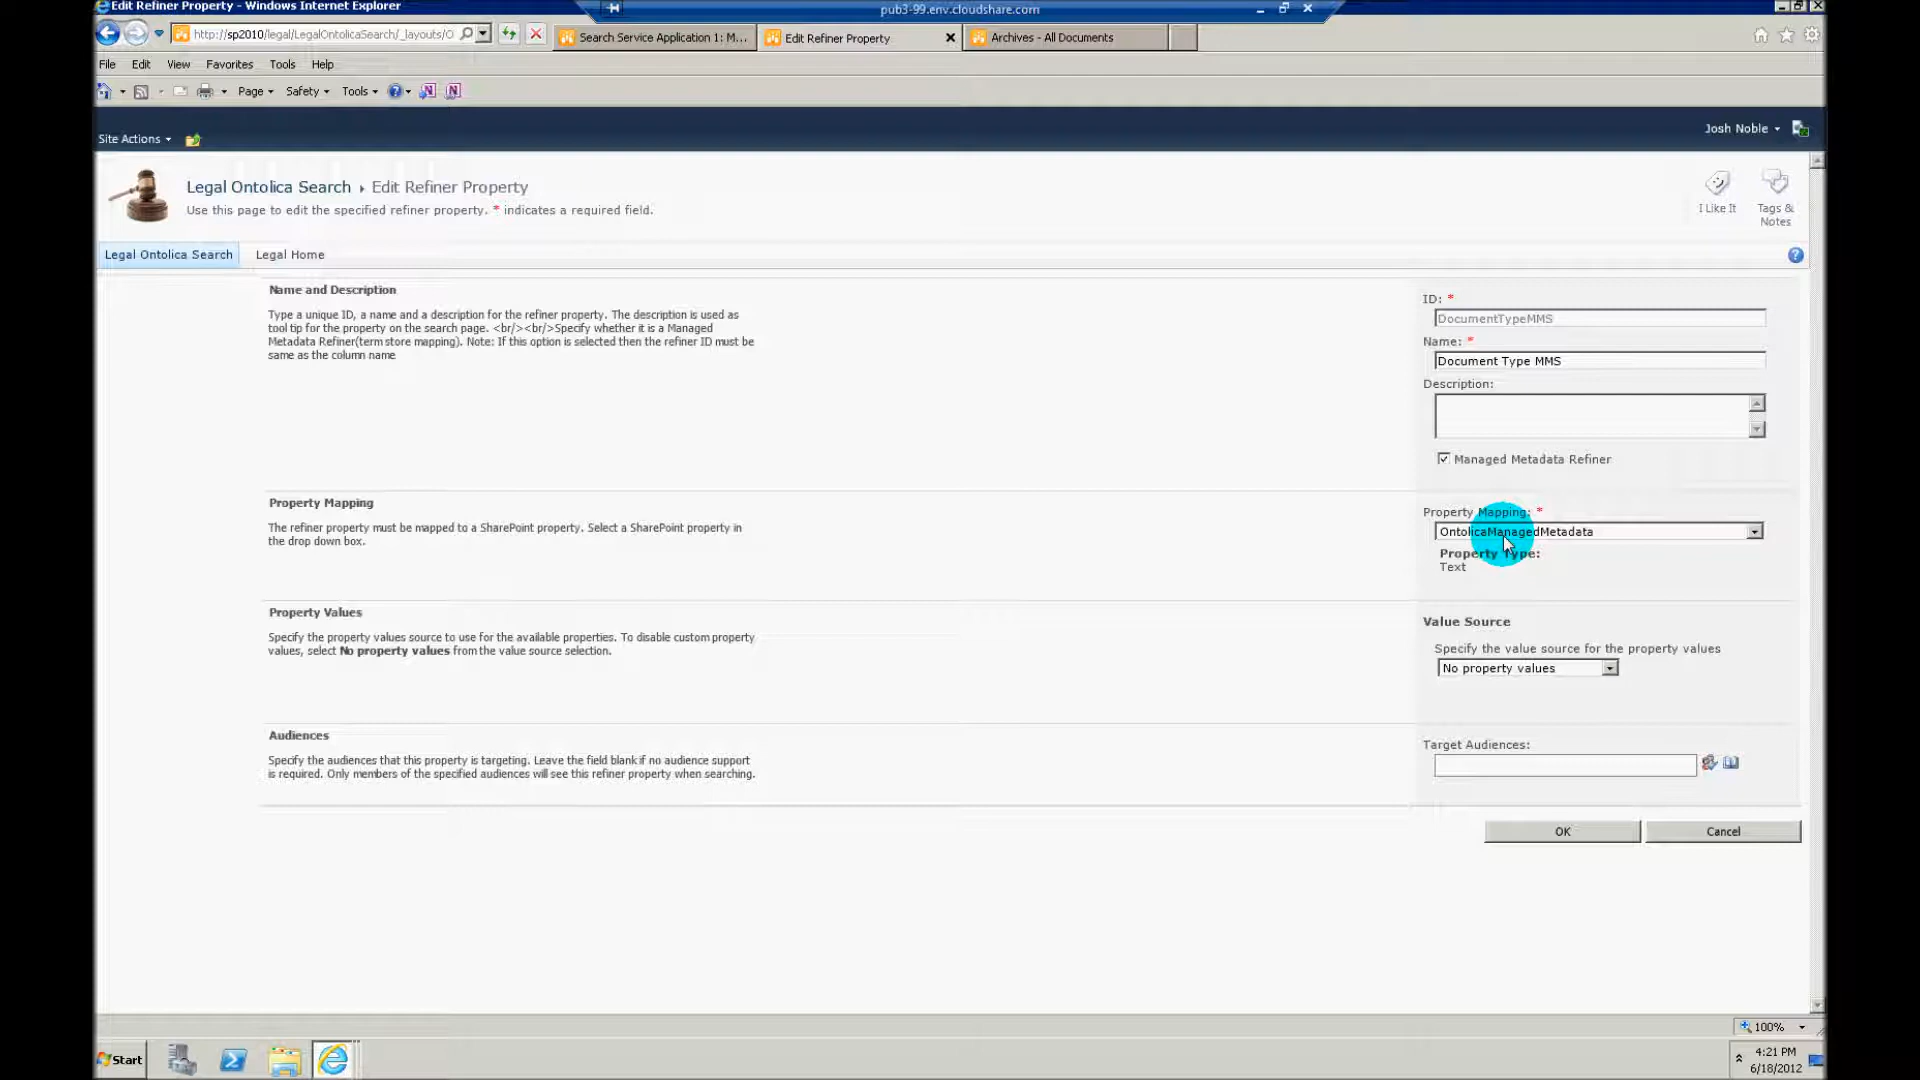 Edit Refiner Property - Windows Internet Explorer
pub3-99.env.cloudshare.com
http://sp2010/legal/LegalOntolicaSearch/_layouts/O
Search Service Application 1: M...
Edit Refiner Property
Archives - All Documents
File Edit View Favorites Tools Help
Page Safety Tools
Site Actions
Josh Noble
Legal Ontolica Search Edit Refiner Property
Use this page to edit the specified refiner property. * indicates a required field.
I Like It
Tags &
Notes
Legal Ontolica Search Legal Home
Name and Description
Type a unique ID, a name and a description for the refiner property. The description is used as
tool tip for the property on the search page. <br/><br/>Specify whether it is a Managed
Metadata Refiner(term store mapping). Note: If this option is selected then the refiner ID must be
same as the column name
ID: *
DocumentTypeMMS
Name: *
Document Type MMS
Description:
Managed Metadata Refiner
Property Mapping
The refiner property must be mapped to a SharePoint property. Select a SharePoint property in
the drop down box.
Property Mapping: *
OntolicaManagedMetadata
Property Type:
Text
Property Values
Specify the property values source to use for the available properties. To disable custom property
values, select No property values from the value source selection.
Value Source
Specify the value source for the property values
No property values
Audiences
Specify the audiences that this property is targeting. Leave the field blank if no audience support
is required. Only members of the specified audiences will see this refiner property when searching.
Target Audiences:
OK
Cancel
100%
Start
4:21 PM
6/18/2012